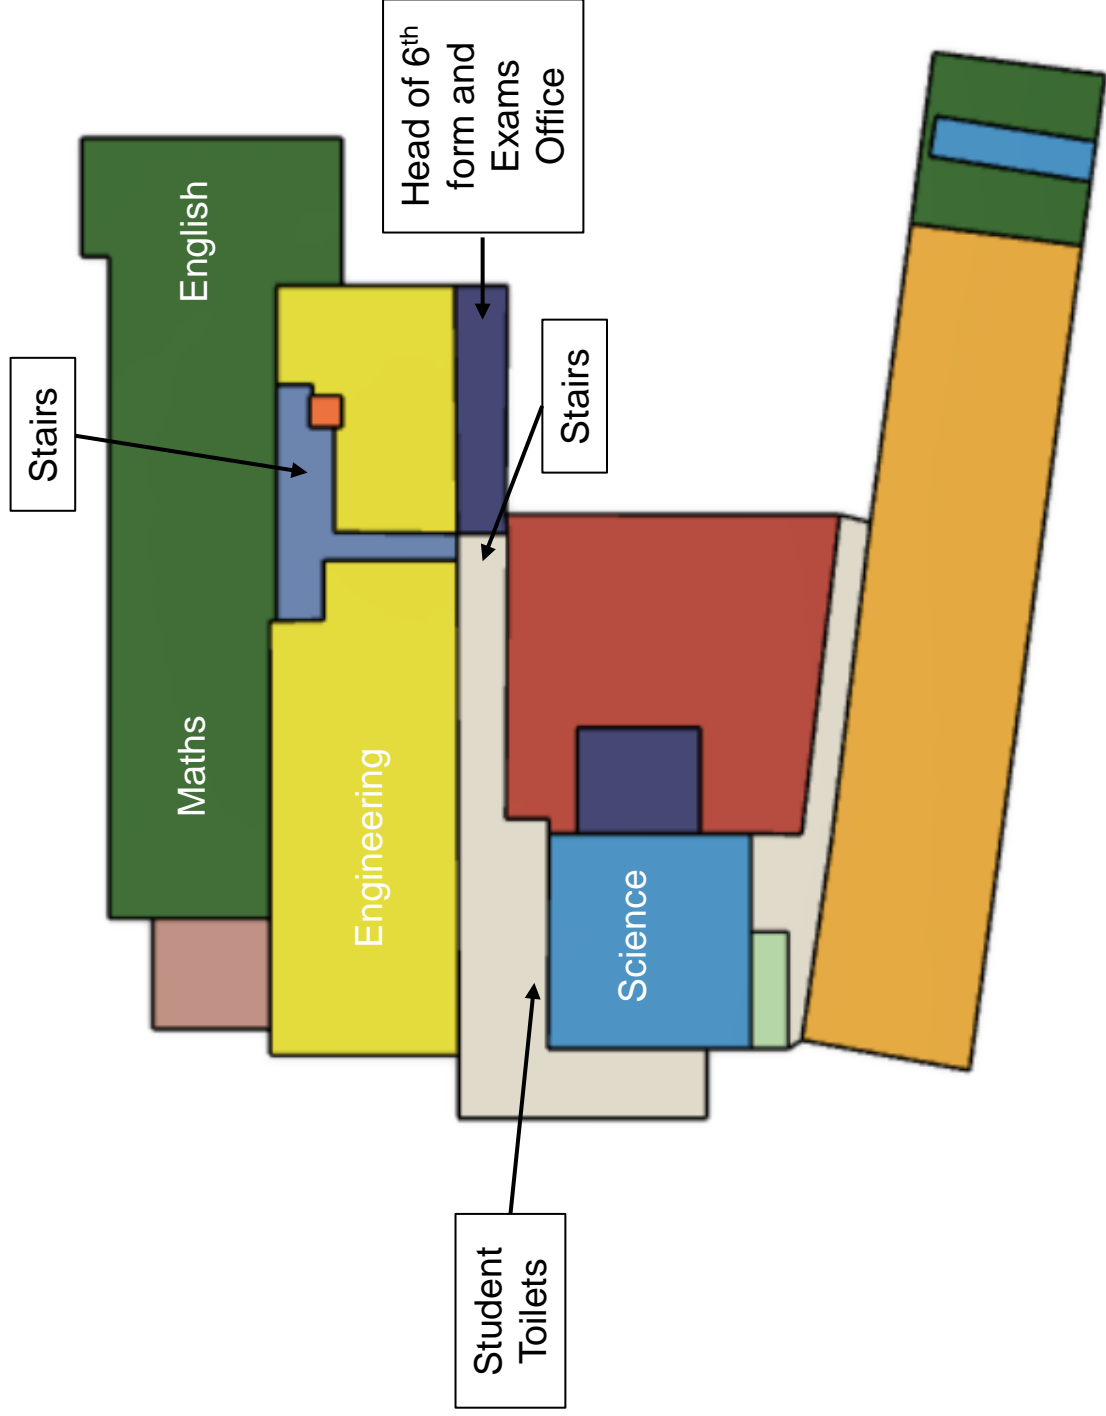 Stairs
English
Maths
Head of 6th
form and
Exams
Office
Stairs
Engineering
Science
Student
Toilets